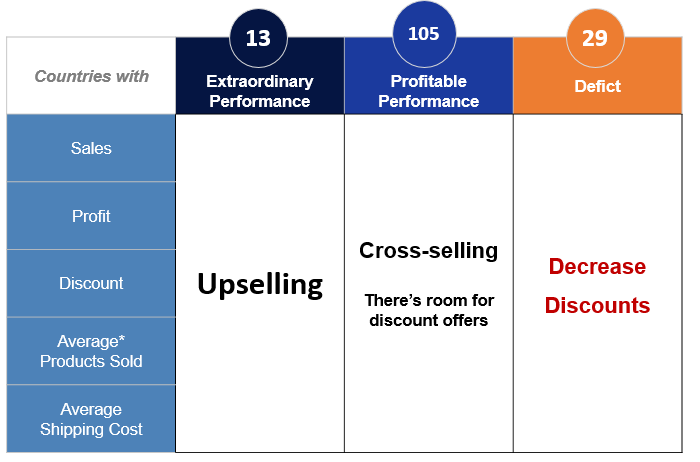 13
105
29
Countries with
Extraordinary
Performance
Profitable
Performance
Defict
Sales
Profit
Discount
Average*
Products Sold
Average
Shipping Cost
Upselling
Cross-selling
There’s room for
discount offers
Decrease
Discounts